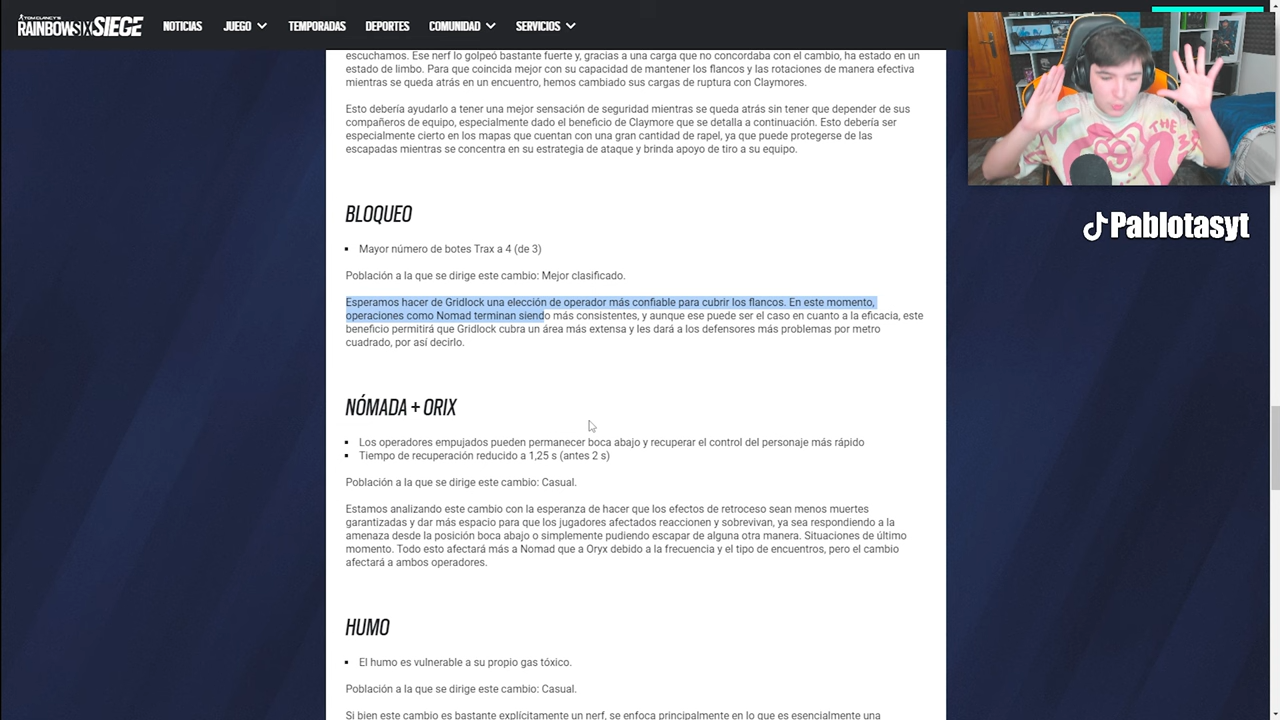 TOM CLANCY'S
RAINBOWSIXSIEGE
NOTICIAS
JUEGO
TEMPORADAS
DEPORTES
COMUNIDAD
SERVICIOS
escuchamos. Ese nerf lo golpeó bastante fuerte y, gracias a una carga que no concordaba con el cambio, ha estado en un
estado de limbo. Para que coincida mejor con su capacidad de mantener los flancos y las rotaciones de manera efectiva
mientras se queda atrás en un encuentro, hemos cambiado sus cargas de ruptura con Claymores.
Esto debería ayudarlo a tener una mejor sensación de seguridad mientras se queda atrás sin tener que depender de sus
compañeros de equipo, especialmente dado el beneficio de Claymore que se detalla a continuación. Esto debería ser
especialmente cierto en los mapas que cuentan con una gran cantidad de rapel, ya que puede protegerse de las
escapadas mientras se concentra en su estrategia de ataque y brinda apoyo de tiro a su equipo.
Pablotasyt
BLOQUEO
Mayor número de botes Trax a 4 (de 3)
Población a la que se dirige este cambio: Mejor clasificado.
Esperamos hacer de Gridlock una elección de operador más confiable para cubrir los flancos. En este momento,
operaciones como Nomad terminan siendo más consistentes, y aunque ese puede ser el caso en cuanto a la eficacia, este
beneficio permitirá que Gridlock cubra un área más extensa y les dará a los defensores más problemas por metro
cuadrado, por así decirlo.
NÓMADA + ORIX
Los operadores empujados pueden permanecer boca abajo y recuperar el control del personaje más rápido
Tiempo de recuperación reducido a 1,25 s (antes 2 s)
Población a la que se dirige este cambio: Casual.
Estamos analizando este cambio con la esperanza de hacer que los efectos de retroceso sean menos muertes
garantizadas y dar más espacio para que los jugadores afectados reaccionen y sobrevivan, ya sea respondiendo a la
amenaza desde la posición boca abajo o simplemente pudiendo escapar de alguna otra manera. Situaciones de último
momento. Todo esto afectará más a Nomad que a Oryx debido a la frecuencia y el tipo de encuentros, pero el cambio
afectará a ambos operadores.
HUMO
El humo es vulnerable a su propio gas tóxico.
Población a la que se dirige este cambio: Casual.
Si bien este cambio es bastante explícitamente un nerf, se enfoca principalmente en lo que es esencialmente una